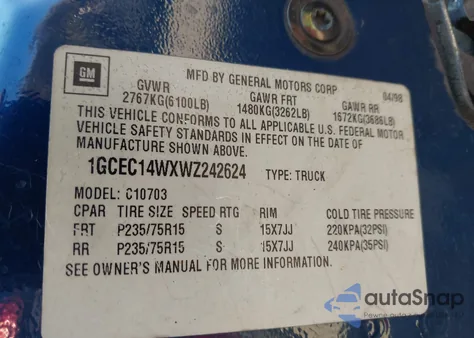 GM
MFD BY GENERAL MOTORS CORP 04/98
GVWR GAWR FRT GAWR RR
2767KG(6100LB) 1480KG(3262LB) 1672KG(3686LB)
THIS VEHICLE CONFORMS TO ALL APPLICABLE U.S. FEDERAL MOTOR
VEHICLE SAFETY STANDARDS IN EFFECT ON THE DATE OF
MANUFACTURE SHOWN ABOVE.
1GCEC14WXWZ242624 TYPE: TRUCK
MODEL: C10703
CPAR TIRE SIZE SPEED RTG RIM COLD TIRE PRESSURE
FRT P235/75R15 S 15X7JJ 220KPA(32PSI)
RR P235/75R15 S 15X7JJ 240KPA(35PSI)
SEE OWNER'S MANUAL FOR MORE INFORMATION.
autoSnap